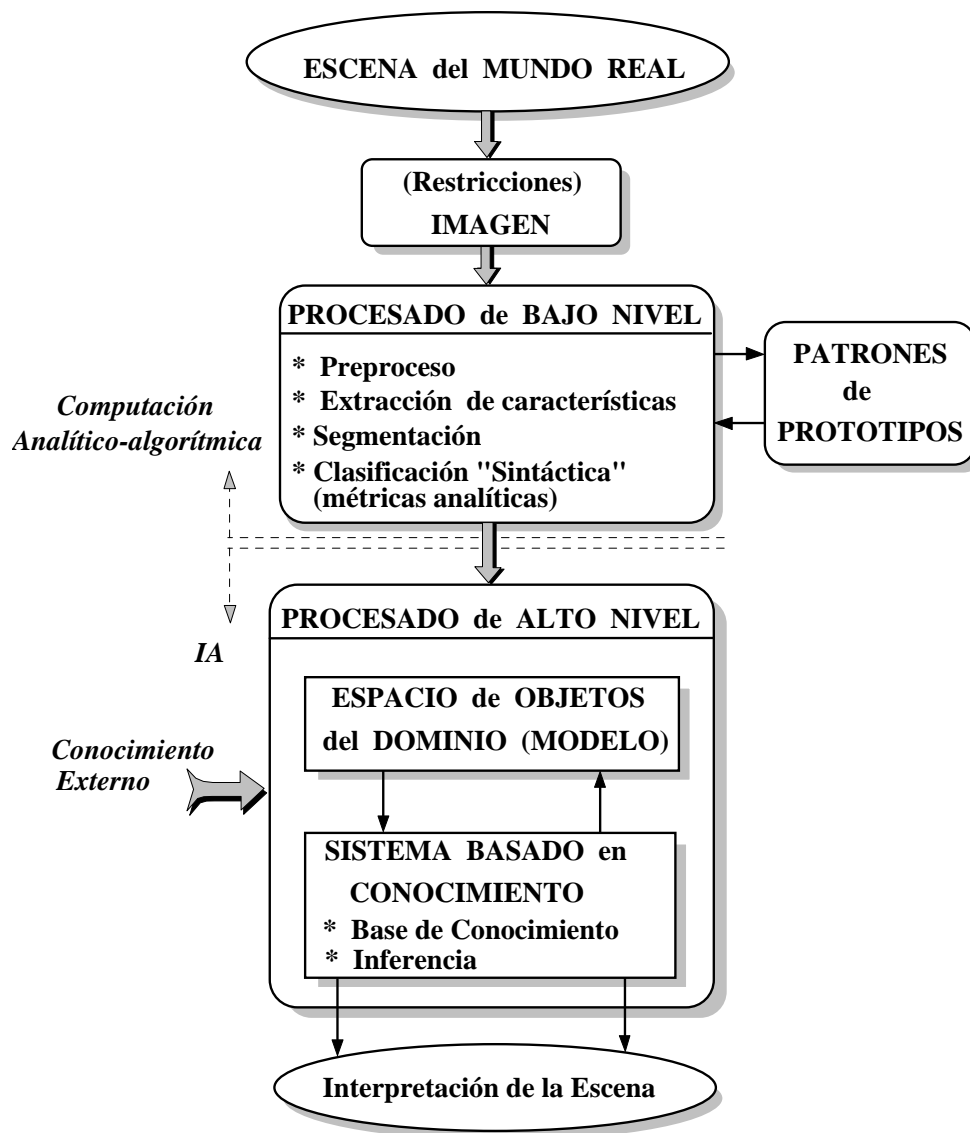 ESCENA del MUNDO REAL
(Restricciones)
IMAGEN
PROCESADO de BAJO NIVEL
* Preproceso
* Extracción de característículas
* Segmentación
* Clasificación "Sintáctica"
(métricas analíticas)
PATRONES
de
PROTOTIPOS
Computación
Analítico-algorítmica
IA
PROCESADO de ALTO NIVEL
ESPACIO de OBJETOS
del DOMINIO (MODELO)
Conocimiento
Externo
SISTEMA BASADO en
CONOCIMIENTO
* Base de Conocimiento
* Inferencia
Interpretación de la Escena